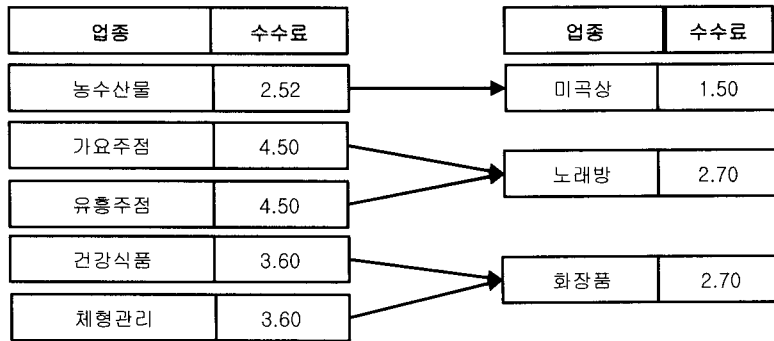 업종 수수료 업종 수수료
농수산물 2.52 미곡상 1.50
가요주점 4.50
노래방 2.70
유흥주점 4.50
건강식품 3.60
화장품 2.70
체형관리 3.60